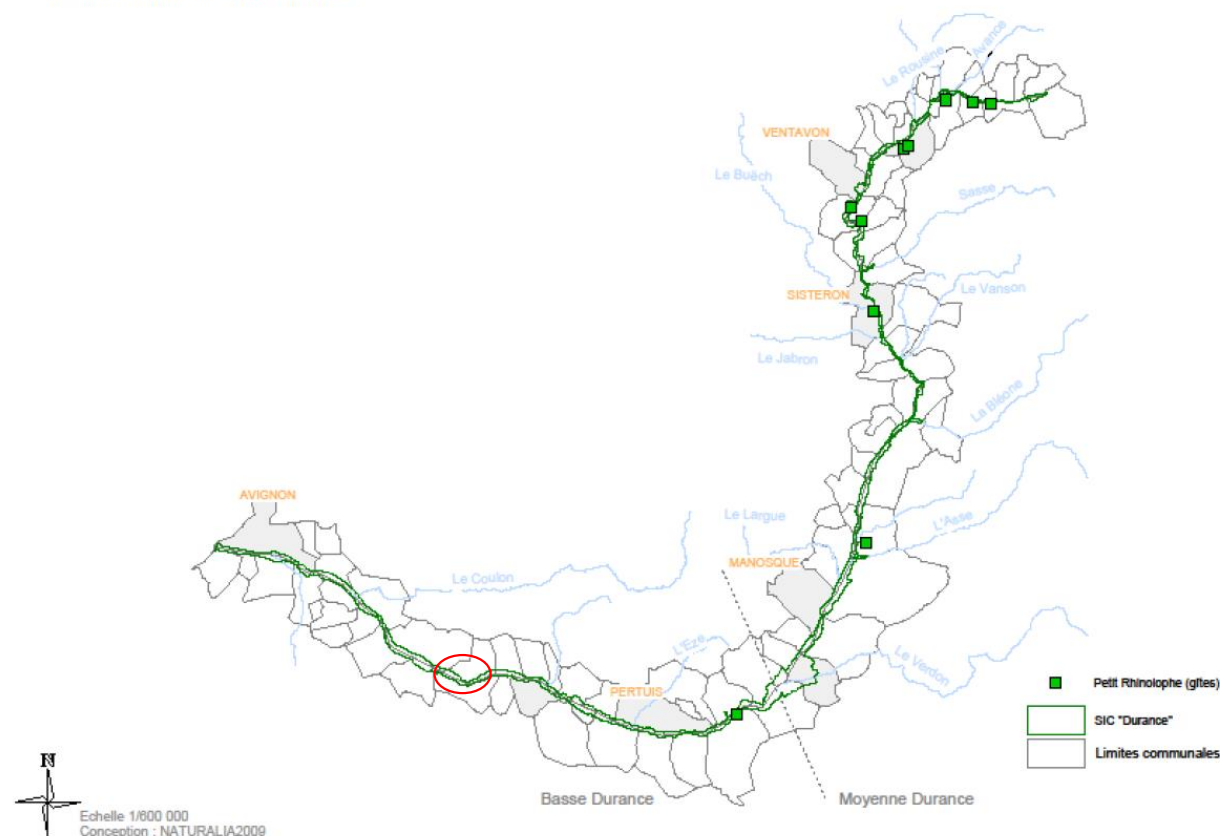 Le Rousine
Avance
VENTAVON
Le Buëch
Sasse
SISTERON
Le Vanson
Le Jabron
Le Bléone
AVIGNON
Le Largue
L'Asse
MANOSQUE
Le Coulon
L'Eze
Le Verdon
PERTUIS
Petit Rhinolophe (gîtes)
SIC "Durance"
Limites communales
N
Basse Durance
Moyenne Durance
Echelle 1/600 000
Conception : NATURALIA2009